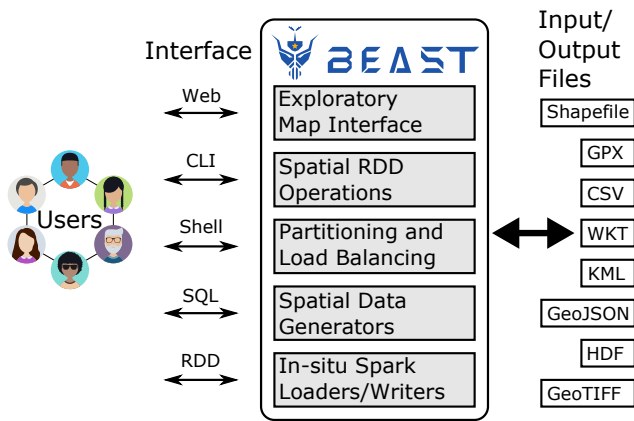 Interface
Web
CLI
Shell
SQL
RDD
Users
BEAST
Exploratory
Map Interface
Spatial RDD
Operations
Partitioning and
Load Balancing
Spatial Data
Generators
In-situ Spark
Loaders/Writers
Input/
Output
Files
Shapefile
GPX
CSV
WKT
KML
GeoJSON
HDF
GeoTIFF